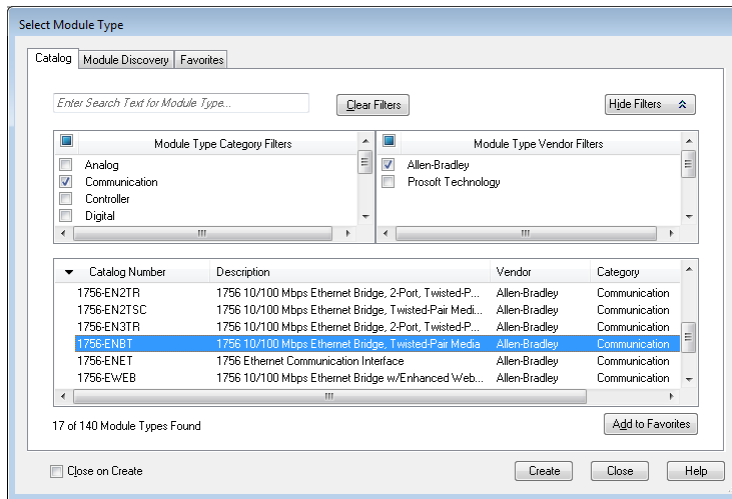 Select Module Type
Catalog Module Discovery Favorites
Enter Search Text for Module Type...
Clear Filters
Hide Filters
Module Type Category Filters
Analog
Communication
Controller
Digital
Module Type Vendor Filters
Allen-Bradley
Prosoft Technology
Catalog Number Description Vendor Category
1756-EN2TR 1756 10/100 Mbps Ethernet Bridge, 2-Port, Twisted-P... Allen-Bradley Communication
1756-EN2TSC 1756 10/100 Mbps Ethernet Bridge, Twisted-Pair Medi... Allen-Bradley Communication
1756-EN3TR 1756 10/100 Mbps Ethernet Bridge, 2-Port, Twisted-P... Allen-Bradley Communication
1756-ENBT 1756 10/100 Mbps Ethernet Bridge, Twisted-Pair Media Allen-Bradley Communication
1756-ENET 1756 Ethernet Communication Interface Allen-Bradley Communication
1756-EWEB 1756 10/100 Mbps Ethernet Bridge w/Enhanced Web... Allen-Bradley Communication
17 of 140 Module Types Found
Add to Favorites
Close on Create
Create Close Help